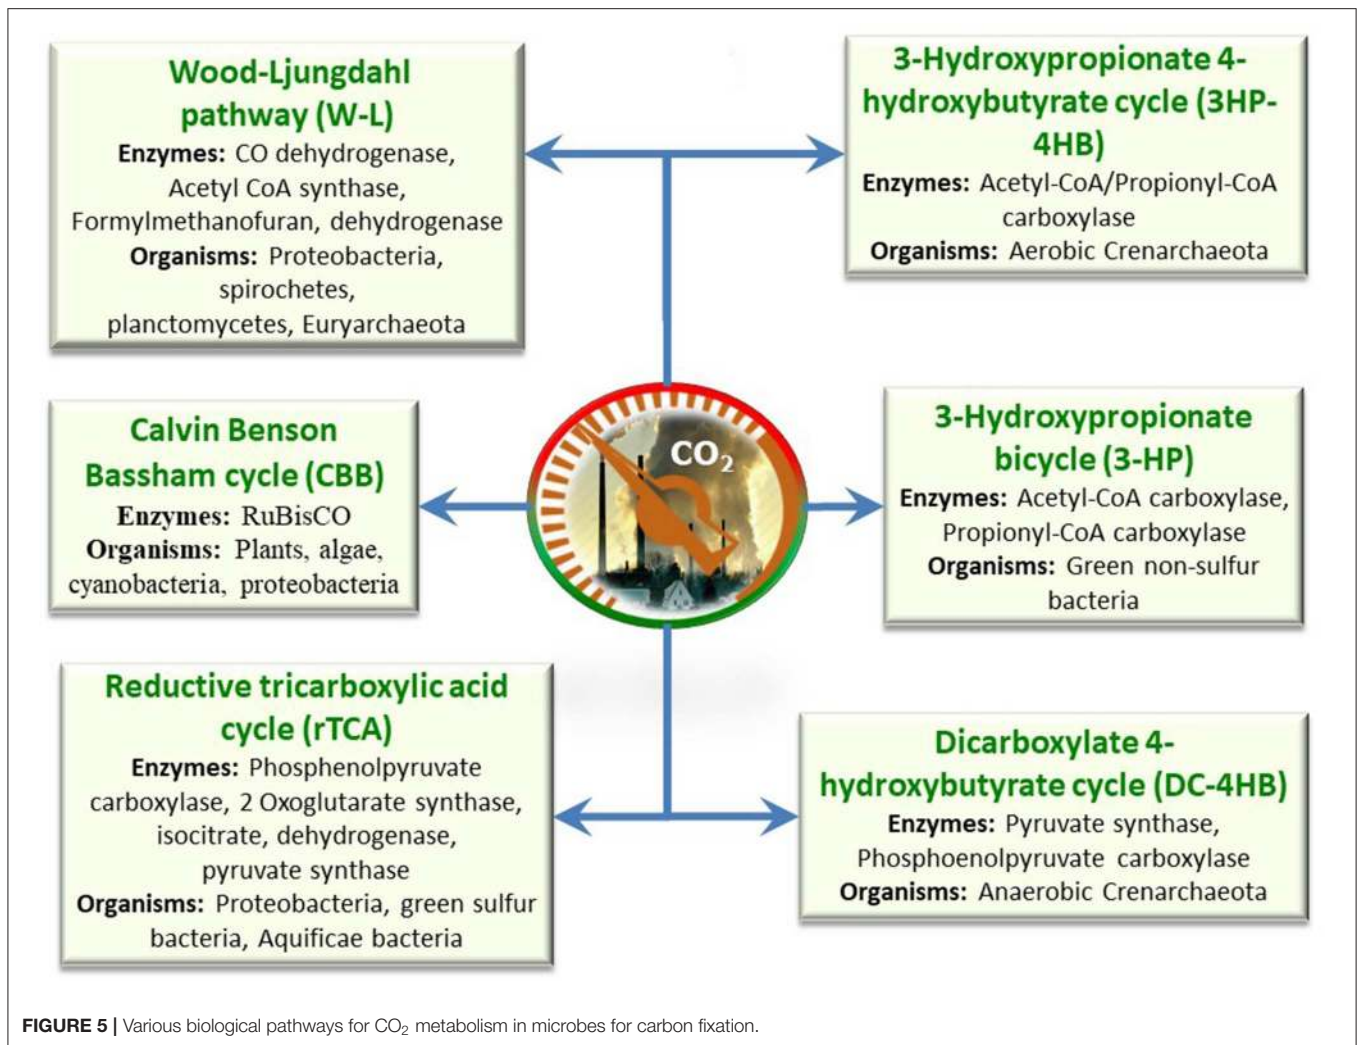 Wood-Ljungdahl
pathway (W-L)
Enzymes: CO dehydrogenase,
Acetyl CoA synthase,
Formylmethanofuran, dehydrogenase
Organisms: Proteobacteria,
spirochetes,
planctomycetes, Euryarchaeota
3-Hydroxypropionate 4-
hydroxybutyrate cycle (3HP-
4HB)
Enzymes: Acetyl-CoA/Propionyl-CoA
carboxylase
Organisms: Aerobic Crenarchaeota
Calvin Benson
Bassham cycle (CBB)
Enzymes: RuBisCO
Organisms: Plants, algae,
cyanobacteria, proteobacteria
CO₂
3-Hydroxypropionate
bicycle (3-HP)
Enzymes: Acetyl-CoA carboxylase,
Propionyl-CoA carboxylase
Organisms: Green non-sulfur
bacteria
Reductive tricarboxylic acid
cycle (rTCA)
Enzymes: Phosphenolpyruvate
carboxylase, 2 Oxoglutarate synthase,
isocitrate, dehydrogenase,
pyruvate synthase
Organisms: Proteobacteria, green sulfur
bacteria, Aquificae bacteria
Dicarboxylate 4-
hydroxybutyrate cycle (DC-4HB)
Enzymes: Pyruvate synthase,
Phosphoenolpyruvate carboxylase
Organisms: Anaerobic Crenarchaeota
FIGURE 5 | Various biological pathways for CO₂ metabolism in microbes for carbon fixation.